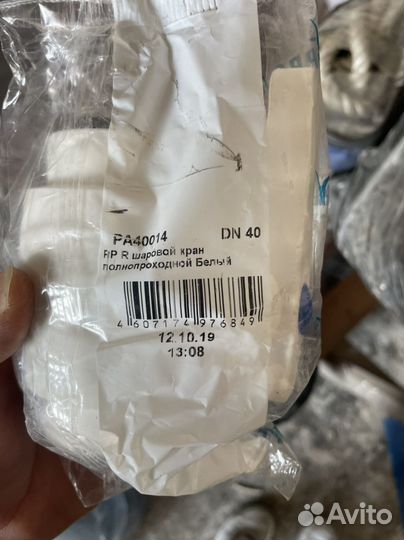 PA40014 DN 40
PP R шаровой кран
полнопроходной Белый
4607174976849
12.10.19
13:08
Avito